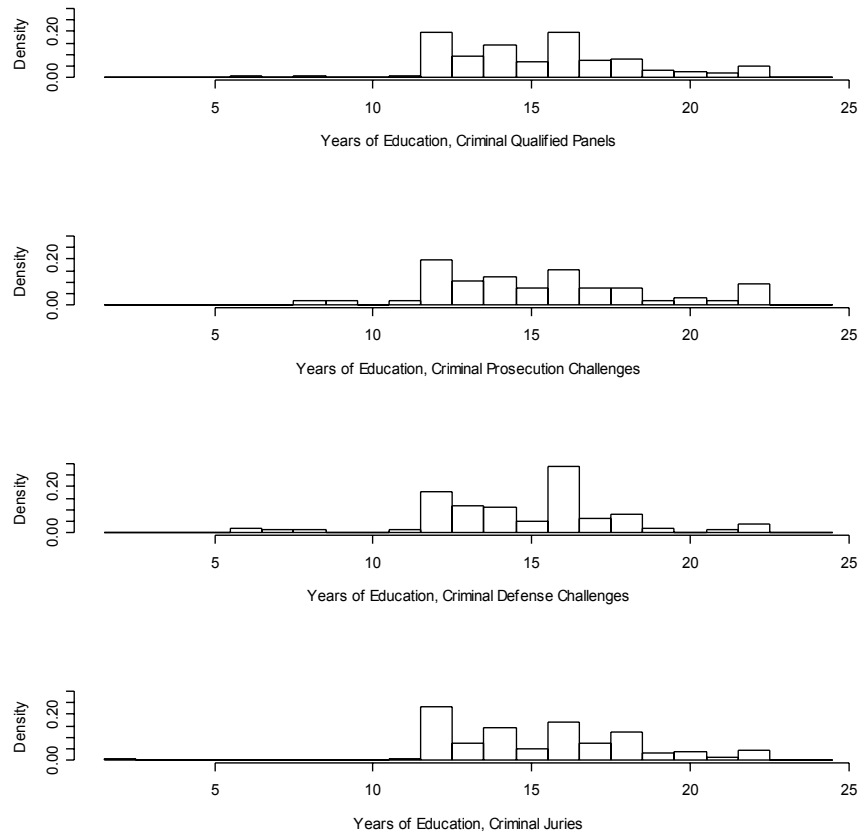 Density
0.20
0.00
5 10 15 20 25
Years of Education, Criminal Qualified Panels
Density
0.20
0.00
5 10 15 20 25
Years of Education, Criminal Prosecution Challenges
Density
0.20
0.00
5 10 15 20 25
Years of Education, Criminal Defense Challenges
Density
0.20
0.00
5 10 15 20 25
Years of Education, Criminal Juries